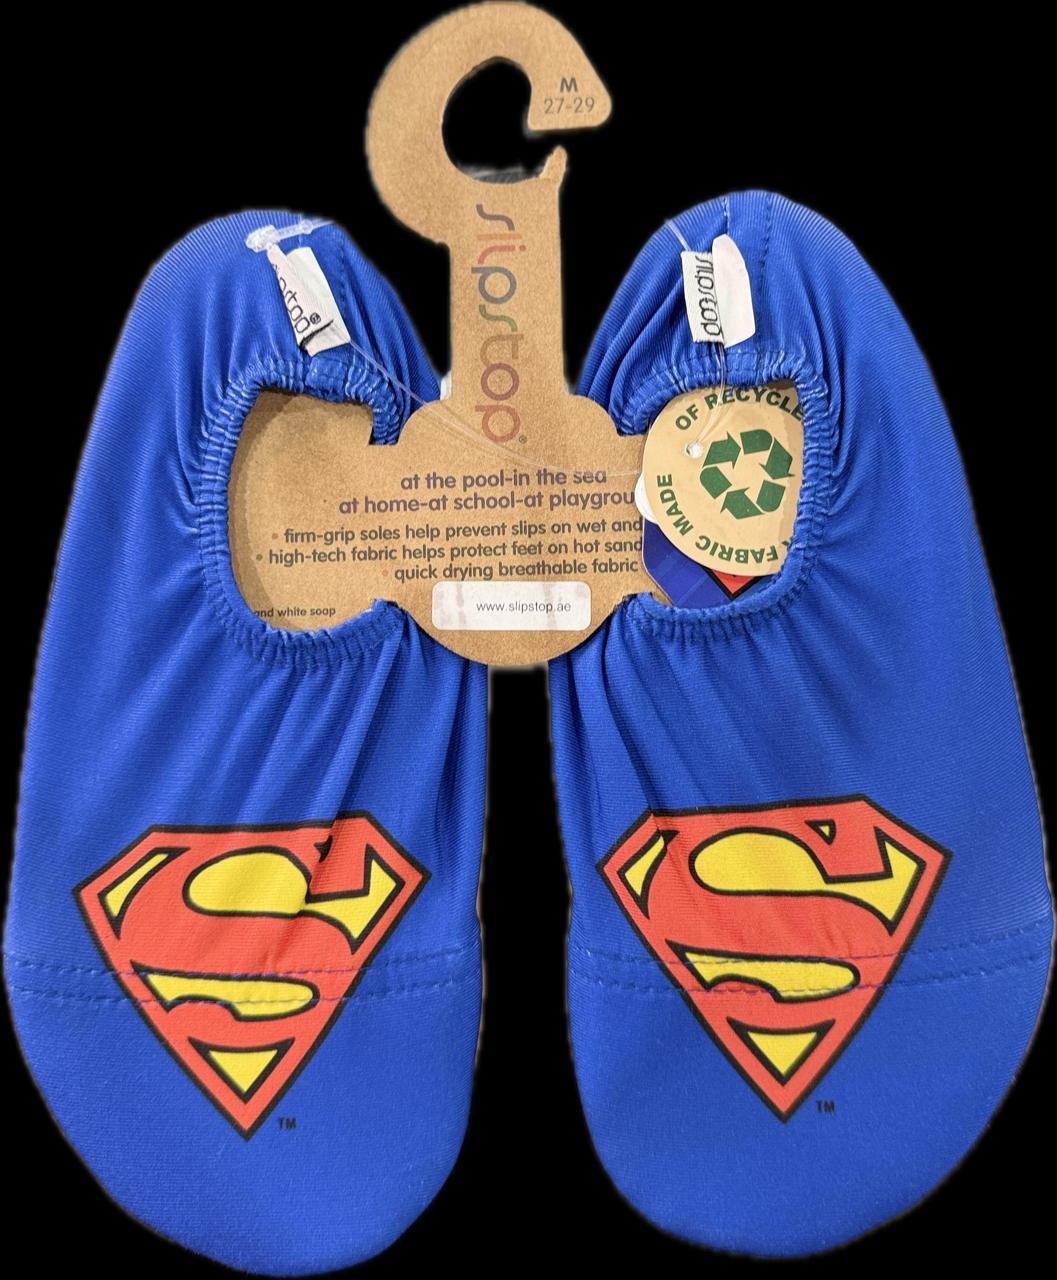 M
27-29
slipstop®
slipstop®
slipstop
OF RECYCLE
FABRIC MADE
at the pool-in the sea
at home-at school-at playgrou
• firm-grip soles help prevent slips on wet and
• high-tech fabric helps protect feet on hot sand
• quick drying breathable fabric
www.slipstop.ae
and white soap
S
TM
S
TM